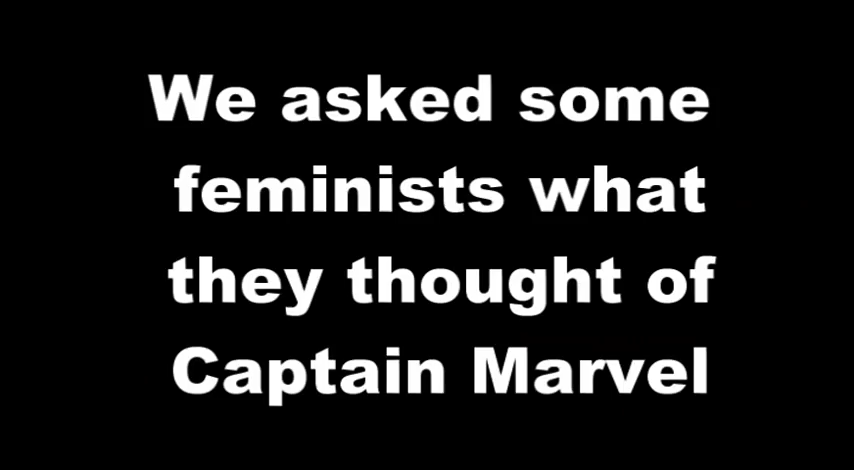 We asked some
feminists what
they thought of
Captain Marvel